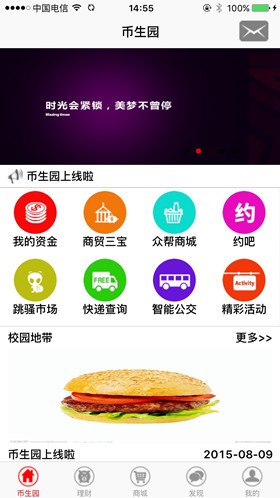 中国电信 14:55 100%
币生园
时光会紧锁，美梦不曾停
币生园上线啦
约 FREE Activity
我的资金 商贸三宝 众帮商城 约吧
跳骚市场 快递查询 智能公交 精彩活动
校园地带 更多>>
币生园上线啦 2015-08-09
币生园 理财 商城 发现 我的